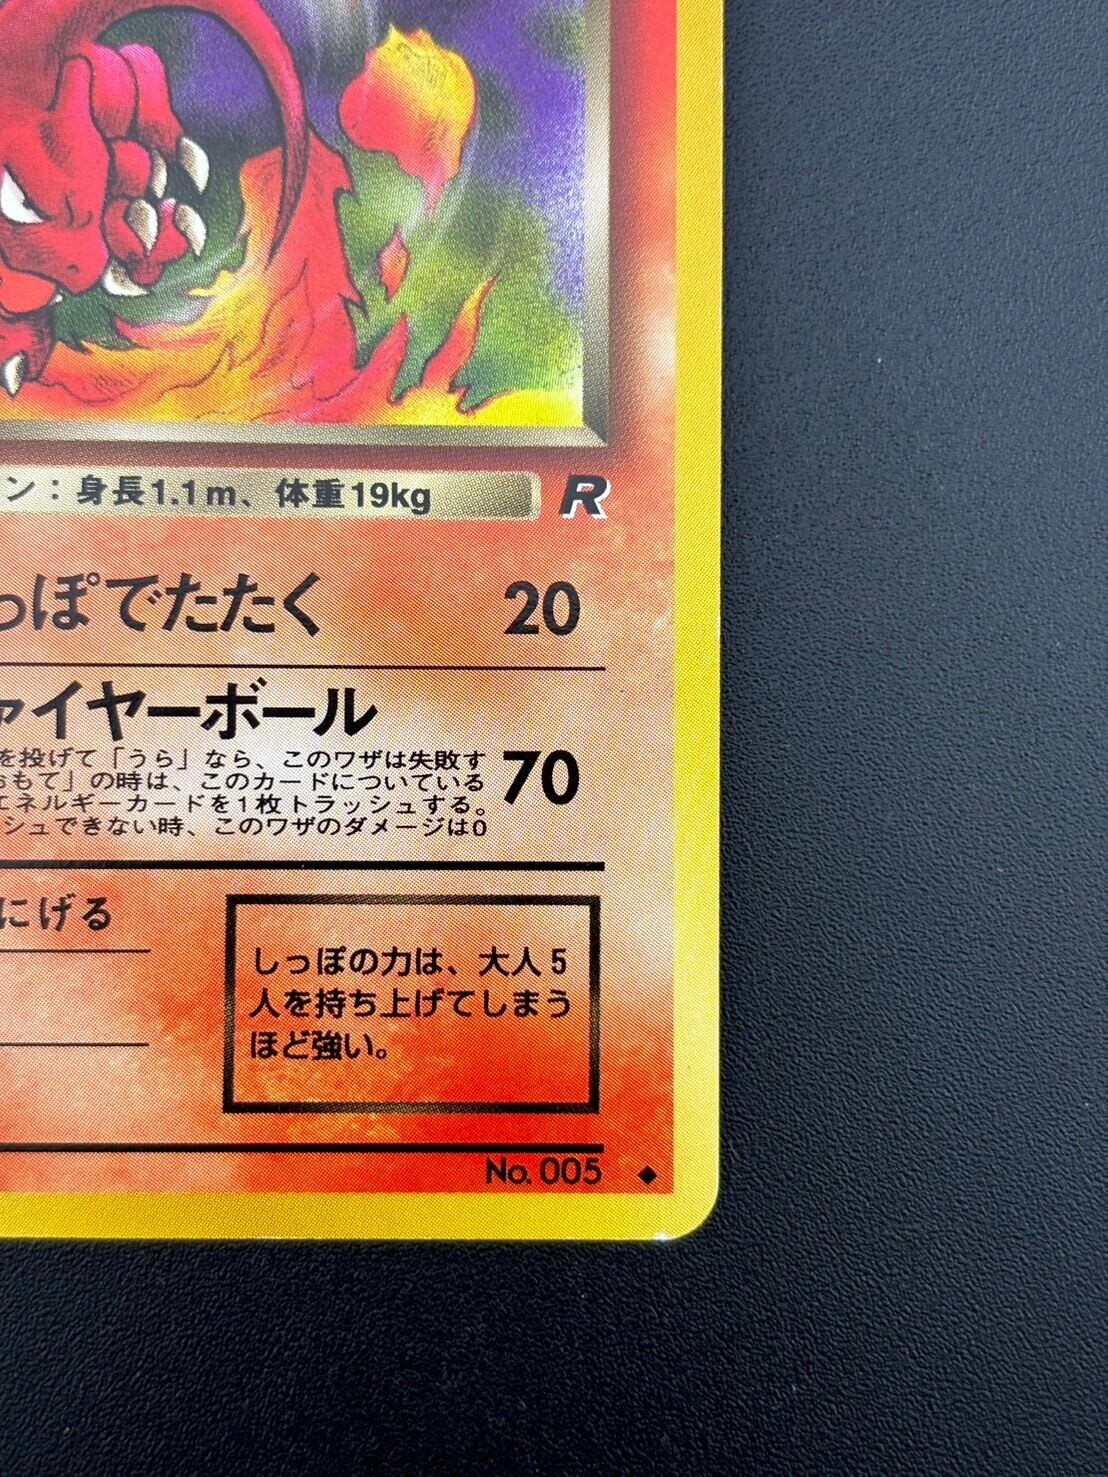 ン：身長1.1m、体重19kg
R
っぽでたたく 20
ァイヤーボール
を投げて「うら」なら、このワザは失敗す
おもて」の時は、このカードについている
エネルギーカードを1枚トラッシュする。
シュできない時、このワザのダメージは0
70
にげる
しっぽの力は、大人5
人を持ち上げてしまう
ほど強い。
No. 005 ◆